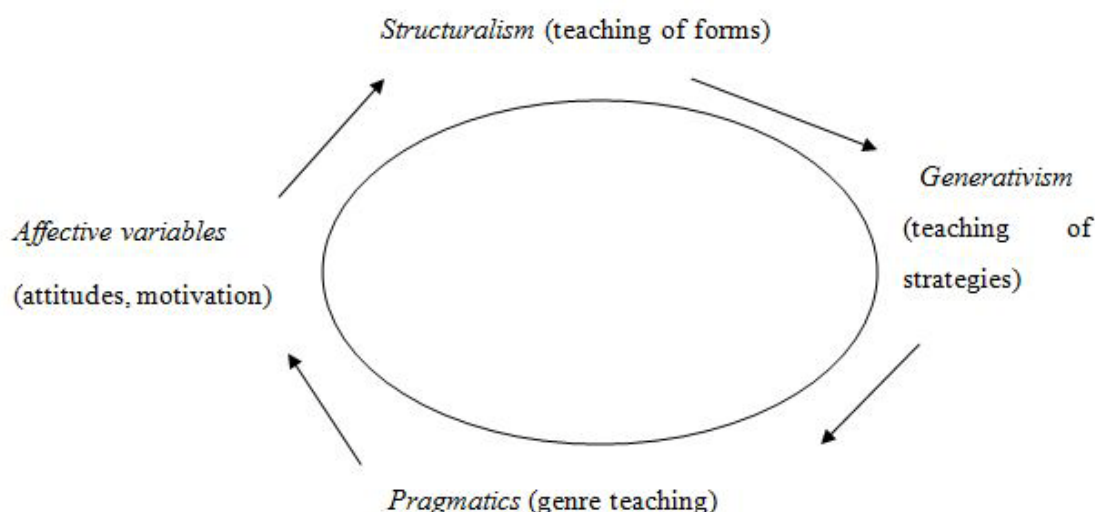 Structuralism (teaching of forms)
Generativism
(teaching of
strategies)
Affective variables
(attitudes, motivation)
Pragmatics (genre teaching)